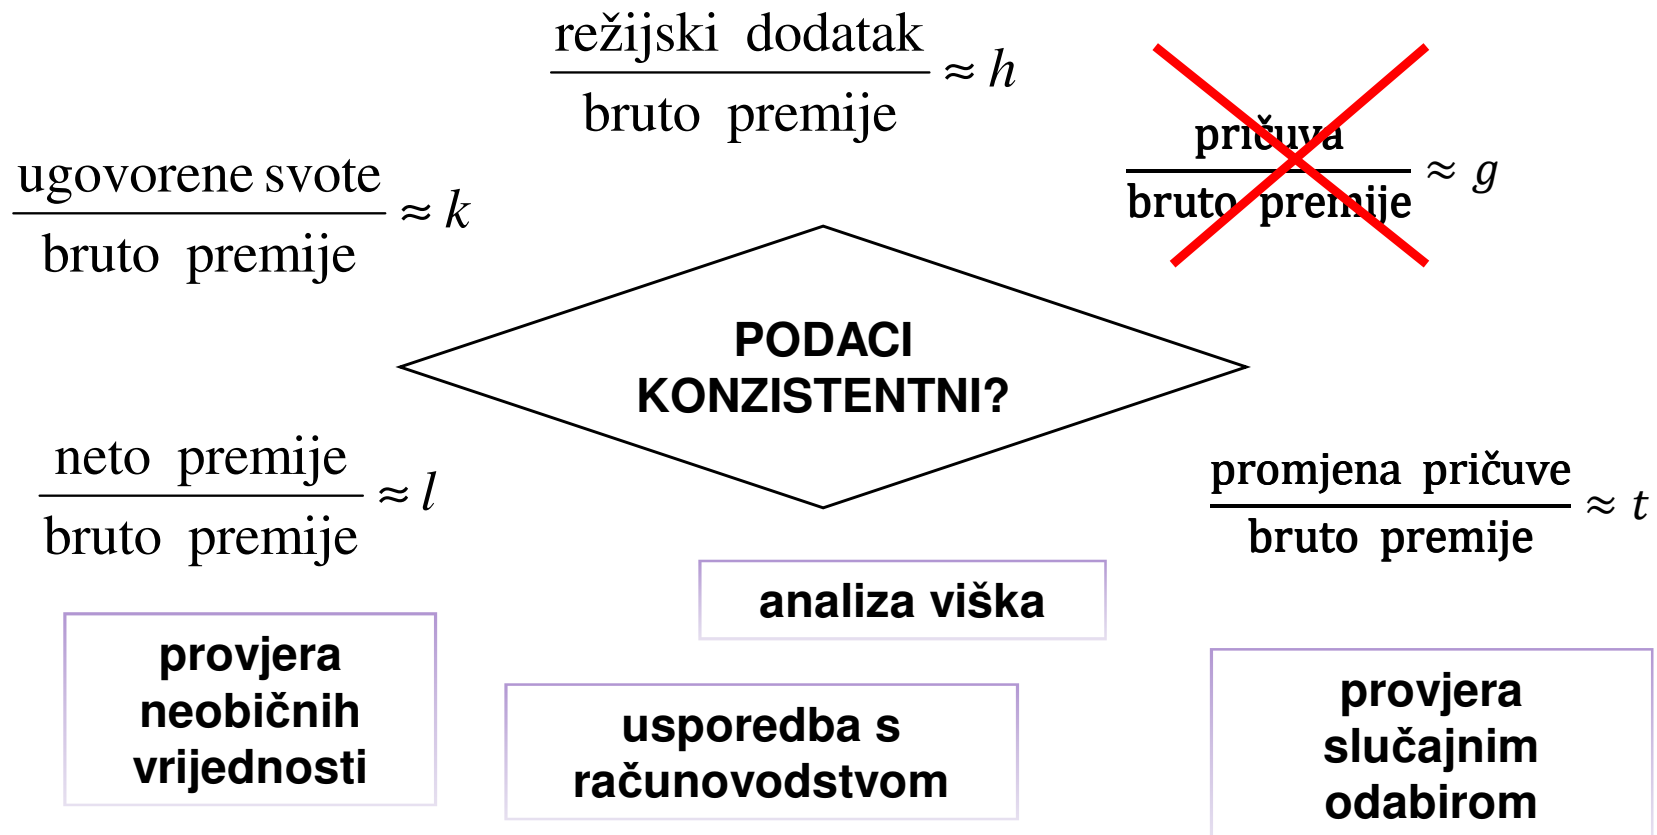 režijski dodatak
bruto premije
≈ h
pričuva
bruto premije
≈ g
ugovorene svote
bruto premije
≈ k
PODACI
KONZISTENTNI?
neto premije
bruto premije
≈ l
promjena pričuve
bruto premije
≈ t
analiza viška
provjera
neobičnih
vrijednosti
usporedba s
računovodstvom
provjera
slučajnim
odabirom